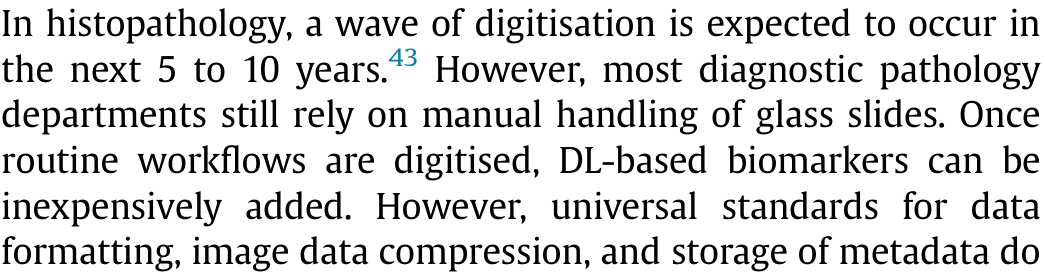 In histopathology, a wave of digitisation is expected to occur in
the next 5 to 10 years.43 However, most diagnostic pathology
departments still rely on manual handling of glass slides. Once
routine workflows are digitised, DL-based biomarkers can be
inexpensively added. However, universal standards for data
formatting, image data compression, and storage of metadata do